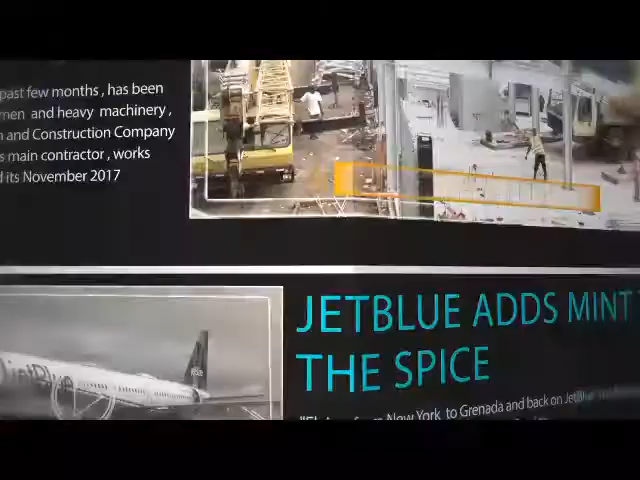 past few months, has been
men and heavy machinery,
n and Construction Company
s main contractor, works
d its November 2017
JETBLUE ADDS MINT
THE SPICE
New York to Grenada and back on JetBlue
jetBlue